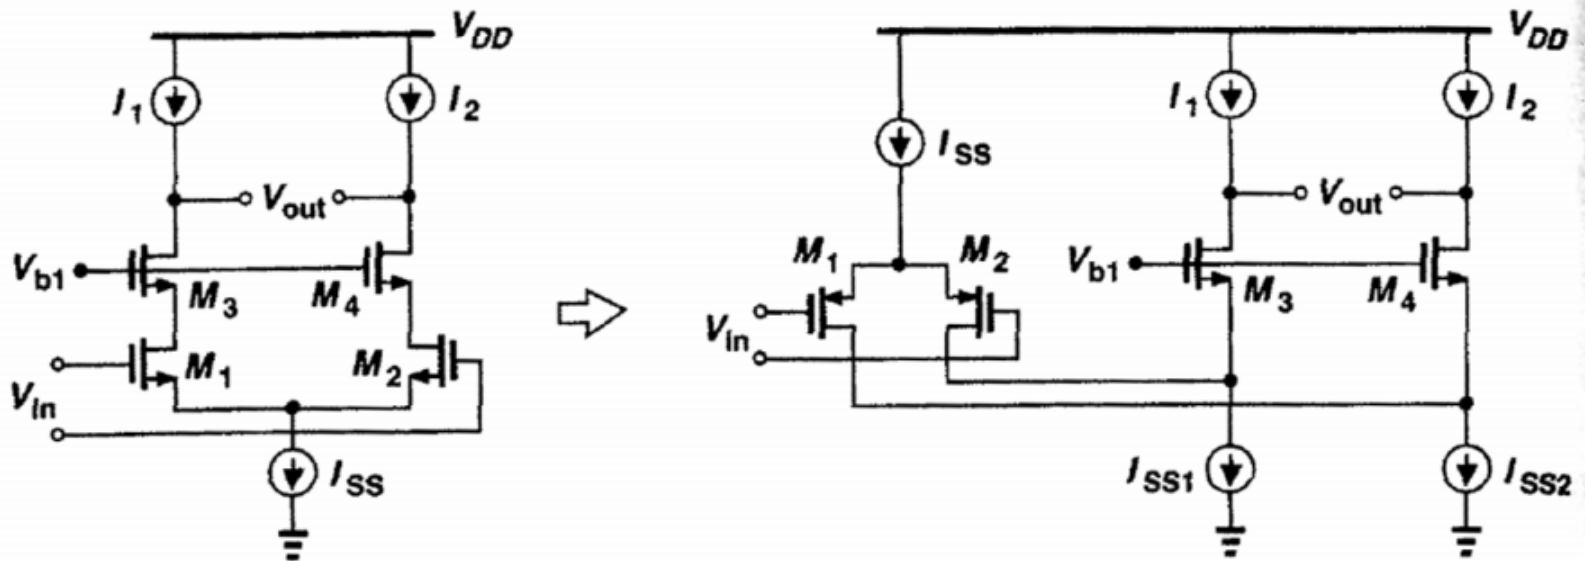 VDD
I1
I2
Vout
Vb1
M3
M4
M1
M2
Vin
ISS
VDD
ISS
I1
I2
Vout
M1
M2
Vb1
M3
M4
Vin
ISS1
ISS2